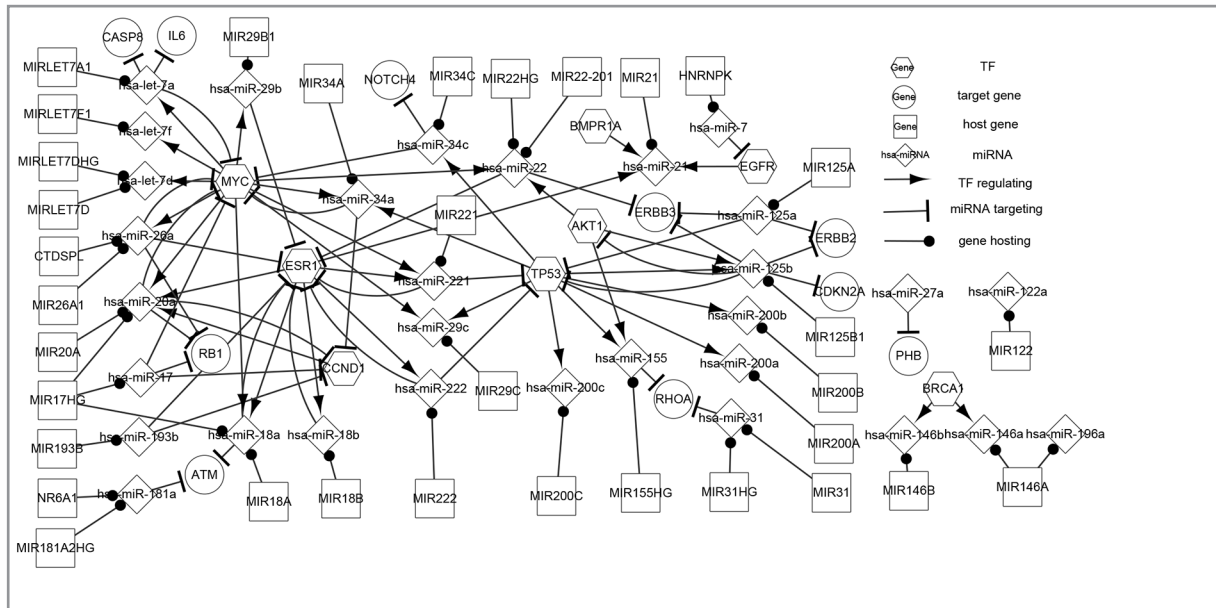 CASP8
IL6
MIR29B1
MIRLET7A1
hsa-let-7a
hsa-miR-29b
MIR34A
NOTCH4
MIR34C
MIR22HG
MIR22-201
MIR21
HNRNPK
Gene
TF
Gene
target gene
Gene
host gene
hsa-miRNA
miRNA
TF regulating
miRNA targeting
gene hosting
MIRLET7F1
hsa-let-7f
hsa-miR-34c
BMPR1A
hsa-miR-7
MIRLET7DHG
hsa-let-7d
MYC
hsa-miR-22
hsa-miR-21
EGFR
MIR125A
MIRLET7D
hsa-miR-34a
MIR221
ERBB3
hsa-miR-125a
CTDSPL
hsa-miR-26a
AKT1
ERBB2
ESR1
TP53
hsa-miR-125b
MIR26A1
hsa-miR-221
CDKN2A
hsa-miR-27a
hsa-miR-122a
hsa-miR-20a
hsa-miR-29c
hsa-miR-200b
MIR20A
RB1
hsa-miR-155
MIR125B1
PHB
MIR122
hsa-miR-17
CCND1
hsa-miR-200a
MIR17HG
hsa-miR-222
MIR29C
hsa-miR-200c
RHOA
MIR200B
BRCA1
MIR193B
hsa-miR-193b
hsa-miR-18a
hsa-miR-18b
hsa-miR-31
MIR200A
hsa-miR-146b
hsa-miR-146a
hsa-miR-196a
ATM
NR6A1
hsa-miR-181a
MIR18A
MIR18B
MIR222
MIR200C
MIR155HG
MIR31HG
MIR31
MIR146B
MIR146A
MIR181A2HG